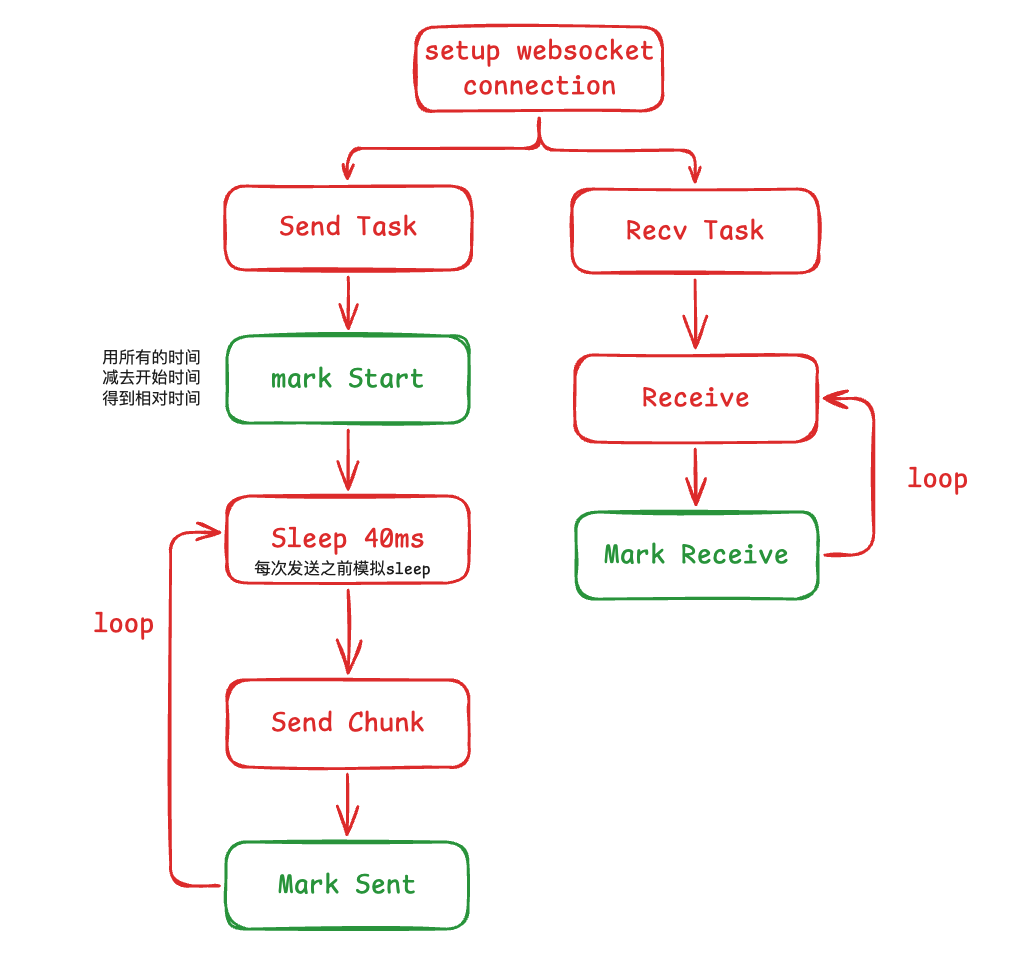 setup websocket
connection
Send Task
Recv Task
用所有的时间
减去开始时间
得到相对时间
mark Start
Receive
loop
Sleep 40ms
每次发送之前模拟sleep
Mark Receive
loop
Send Chunk
Mark Sent